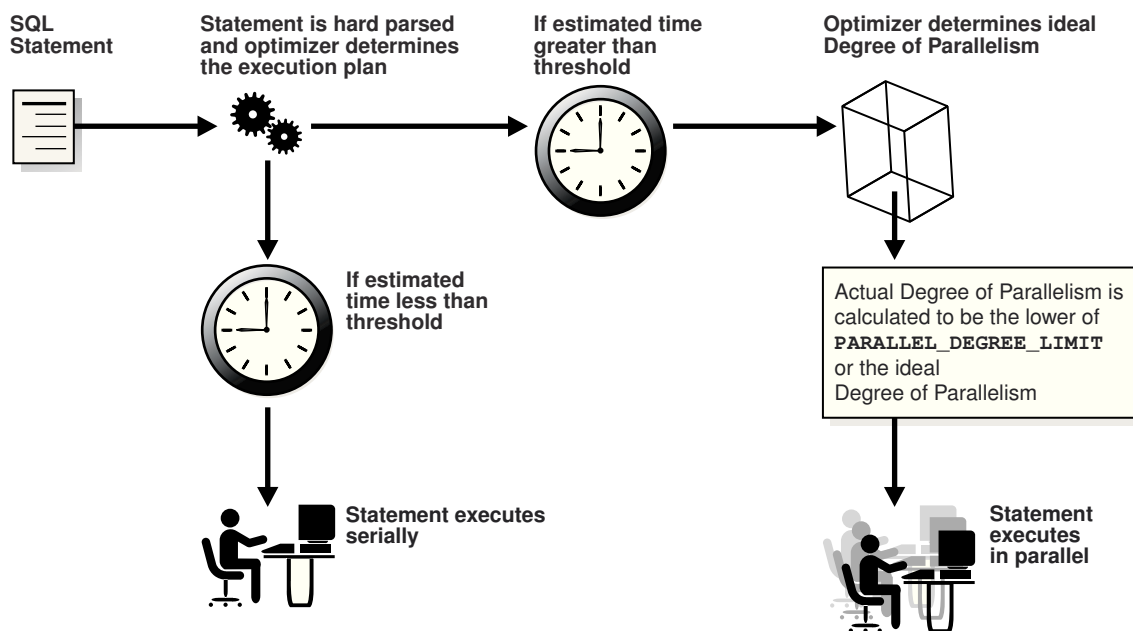 SQL
Statement
Statement is hard parsed
and optimizer determines
the execution plan
If estimated time
greater than
threshold
Optimizer determines ideal
Degree of Parallelism
If estimated
time less than
threshold
Actual Degree of Parallelism is
calculated to be the lower of
PARALLEL_DEGREE_LIMIT
or the ideal
Degree of Parallelism
Statement executes
serially
Statement
executes
in parallel